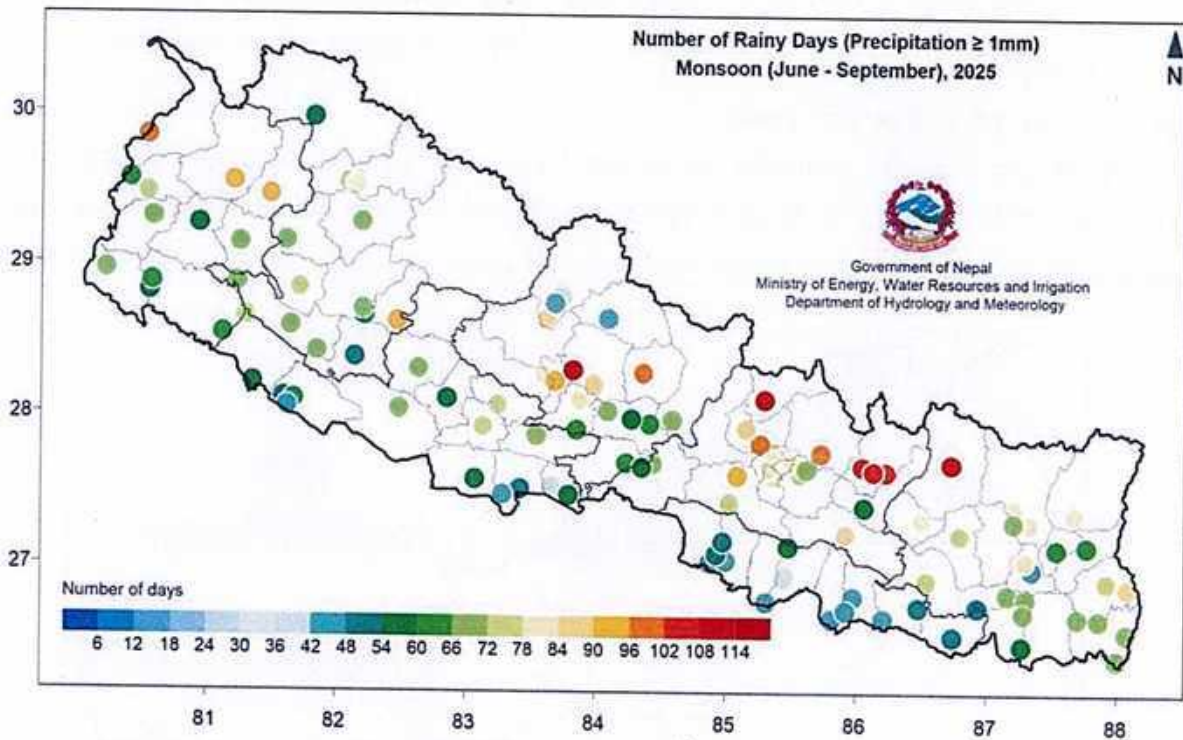 Number of Rainy Days (Precipitation ≥ 1mm)
Monsoon (June - September), 2025
N
Government of Nepal
Ministry of Energy, Water Resources and Irrigation
Department of Hydrology and Meteorology
30
29
28
27
Number of days
6 12 18 24 30 36 42 48 54 60 66 72 78 84 90 96 102 108 114
81 82 83 84 85 86 87 88